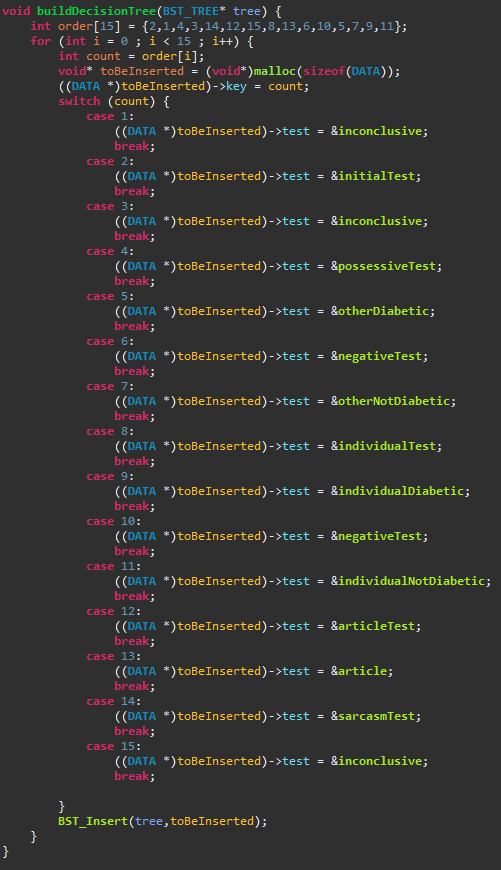 void buildDecisionTree(BST_TREE* tree) {
    int order[15] = {2,1,4,3,14,12,15,8,13,6,10,5,7,9,11};
    for (int i = 0 ; i < 15 ; i++) {
        int count = order[i];
        void* toBeInserted = (void*)malloc(sizeof(DATA));
        ((DATA *)toBeInserted)->key = count;
        switch (count) {
            case 1:
                ((DATA *)toBeInserted)->test = &inconclusive;
                break;
            case 2:
                ((DATA *)toBeInserted)->test = &initialTest;
                break;
            case 3:
                ((DATA *)toBeInserted)->test = &inconclusive;
                break;
            case 4:
                ((DATA *)toBeInserted)->test = &possessiveTest;
                break;
            case 5:
                ((DATA *)toBeInserted)->test = &otherDiabetic;
                break;
            case 6:
                ((DATA *)toBeInserted)->test = &negativeTest;
                break;
            case 7:
                ((DATA *)toBeInserted)->test = &otherNotDiabetic;
                break;
            case 8:
                ((DATA *)toBeInserted)->test = &individualTest;
                break;
            case 9:
                ((DATA *)toBeInserted)->test = &individualDiabetic;
                break;
            case 10:
                ((DATA *)toBeInserted)->test = &negativeTest;
                break;
            case 11:
                ((DATA *)toBeInserted)->test = &individualNotDiabetic;
                break;
            case 12:
                ((DATA *)toBeInserted)->test = &articleTest;
                break;
            case 13:
                ((DATA *)toBeInserted)->test = &article;
                break;
            case 14:
                ((DATA *)toBeInserted)->test = &sarcasmTest;
                break;
            case 15:
                ((DATA *)toBeInserted)->test = &inconclusive;
                break;

        }
        BST_Insert(tree,toBeInserted);
    }
}